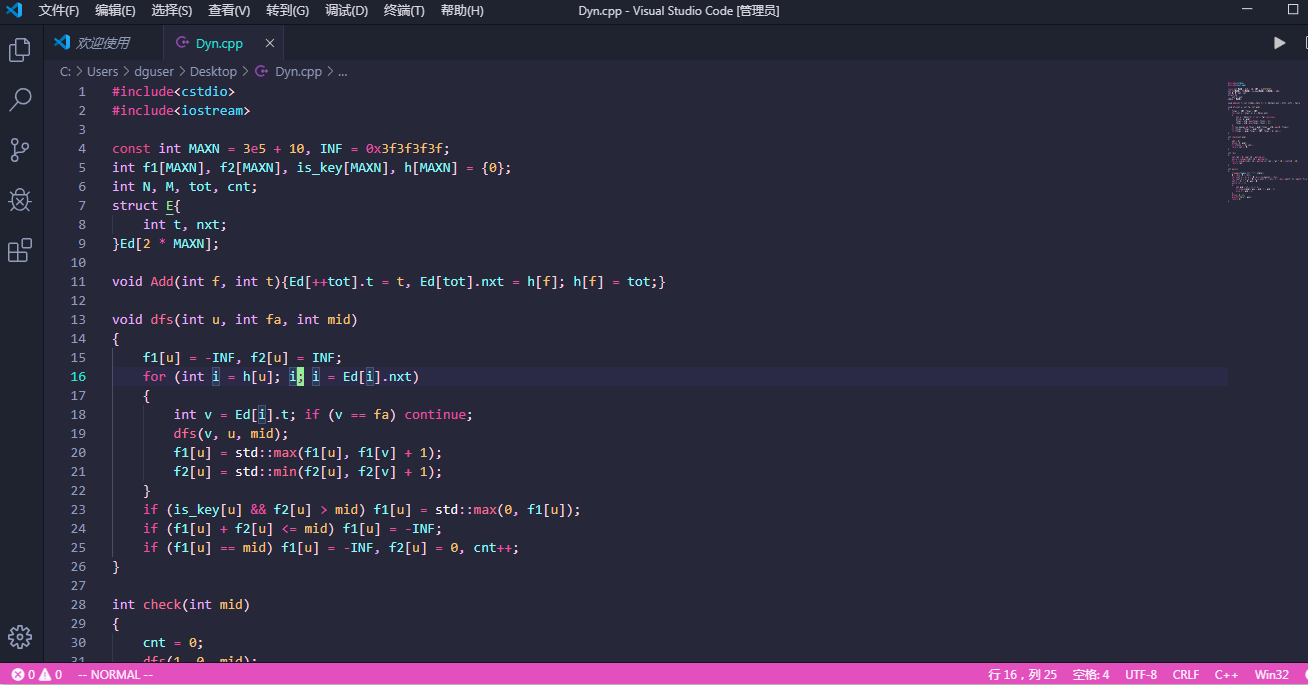 文件(F) 编辑(E) 选择(S) 查看(V) 转到(G) 调试(D) 终端(T) 帮助(H) Dyn.cpp - Visual Studio Code [管理员]
欢迎使用 Dyn.cpp
C: > Users > dguser > Desktop > Dyn.cpp > ...
1 #include<cstdio>
2 #include<iostream>
3
4 const int MAXN = 3e5 + 10, INF = 0x3f3f3f3f;
5 int f1[MAXN], f2[MAXN], is_key[MAXN], h[MAXN] = {0};
6 int N, M, tot, cnt;
7 struct E{
8     int t, nxt;
9 }Ed[2 * MAXN];
10
11 void Add(int f, int t){Ed[++tot].t = t, Ed[tot].nxt = h[f]; h[f] = tot;}
12
13 void dfs(int u, int fa, int mid)
14 {
15     f1[u] = -INF, f2[u] = INF;
16     for (int i = h[u]; i; i = Ed[i].nxt)
17     {
18         int v = Ed[i].t; if (v == fa) continue;
19         dfs(v, u, mid);
20         f1[u] = std::max(f1[u], f1[v] + 1);
21         f2[u] = std::min(f2[u], f2[v] + 1);
22     }
23     if (is_key[u] && f2[u] > mid) f1[u] = std::max(0, f1[u]);
24     if (f1[u] + f2[u] <= mid) f1[u] = -INF;
25     if (f1[u] == mid) f1[u] = -INF, f2[u] = 0, cnt++;
26 }
27
28 int check(int mid)
29 {
30     cnt = 0;
31     dfs(1, 0, mid);
0 0 -- NORMAL -- 行 16，列 25 空格: 4 UTF-8 CRLF C++ Win32